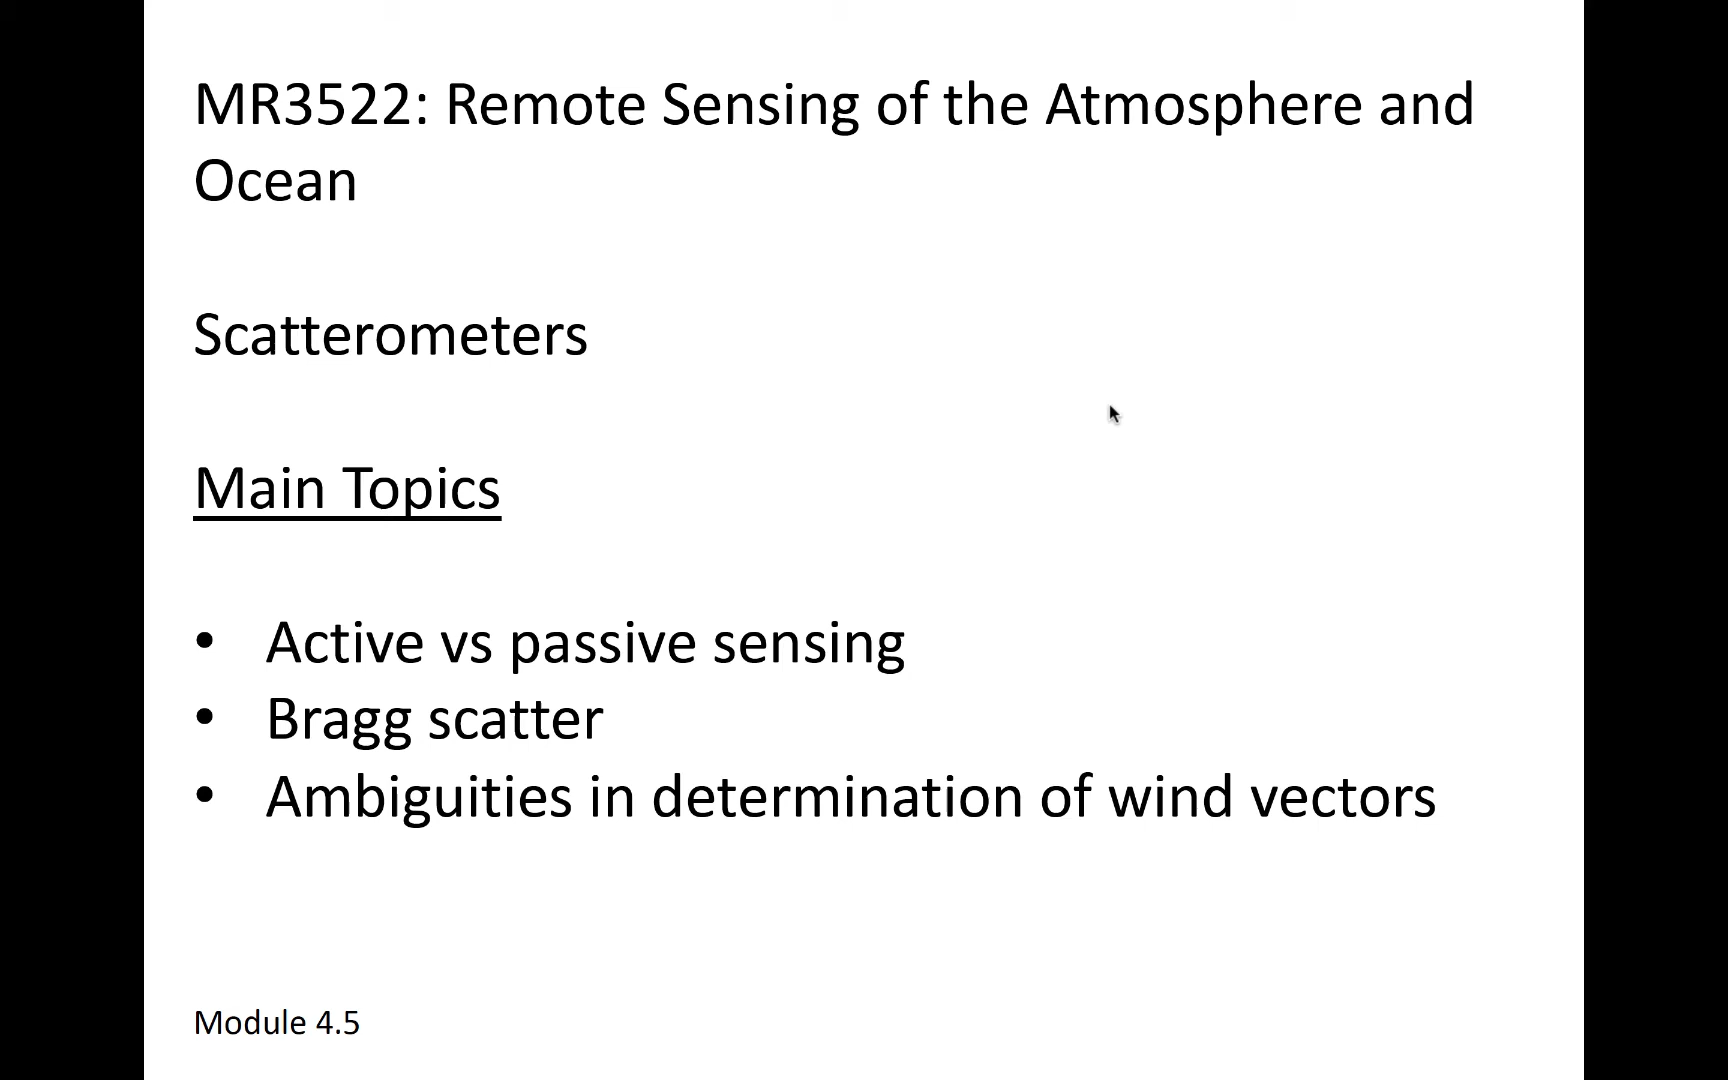 MR3522: Remote Sensing of the Atmosphere and
Ocean
Scatterometers
Main Topics
• Active vs passive sensing
• Bragg scatter
• Ambiguities in determination of wind vectors
Module 4.5